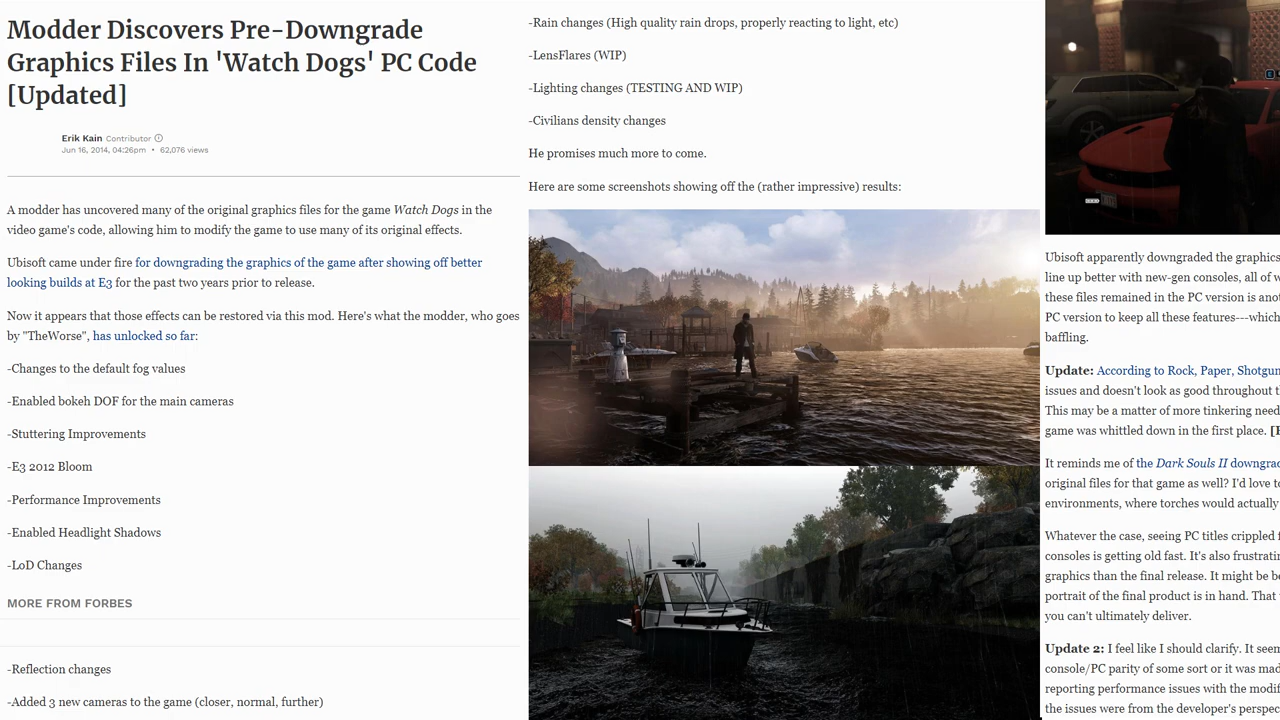 Modder Discovers Pre-Downgrade
Graphics Files In 'Watch Dogs' PC Code
[Updated]
Erik Kain Contributor
Jun 16, 2014, 04:26pm • 62,076 views
A modder has uncovered many of the original graphics files for the game Watch Dogs in the
video game's code, allowing him to modify the game to use many of its original effects.
Ubisoft came under fire for downgrading the graphics of the game after showing off better
looking builds at E3 for the past two years prior to release.
Now it appears that those effects can be restored via this mod. Here's what the modder, who goes
by "TheWorse", has unlocked so far:
-Changes to the default fog values
-Enabled bokeh DOF for the main cameras
-Stuttering Improvements
-E3 2012 Bloom
-Performance Improvements
-Enabled Headlight Shadows
-LoD Changes
MORE FROM FORBES
-Reflection changes
-Added 3 new cameras to the game (closer, normal, further)
-Rain changes (High quality rain drops, properly reacting to light, etc)
-LensFlares (WIP)
-Lighting changes (TESTING AND WIP)
-Civilians density changes
He promises much more to come.
Here are some screenshots showing off the (rather impressive) results:
E
Ubisoft apparently downgraded the graphics
line up better with new-gen consoles, all of w
these files remained in the PC version is ano
PC version to keep all these features---which
baffling.
Update: According to Rock, Paper, Shotgun
issues and doesn't look as good throughout t
This may be a matter of more tinkering need
game was whittled down in the first place. [
It reminds me of the Dark Souls II downgrad
original files for that game as well? I'd love to
environments, where torches would actually
Whatever the case, seeing PC titles crippled f
consoles is getting old fast. It's also frustratin
graphics than the final release. It might be be
portrait of the final product is in hand. That
you can't ultimately deliver.
Update 2: I feel like I should clarify. It seem
console/PC parity of some sort or it was mad
reporting performance issues with the modif
the issues were from the developer's perspec